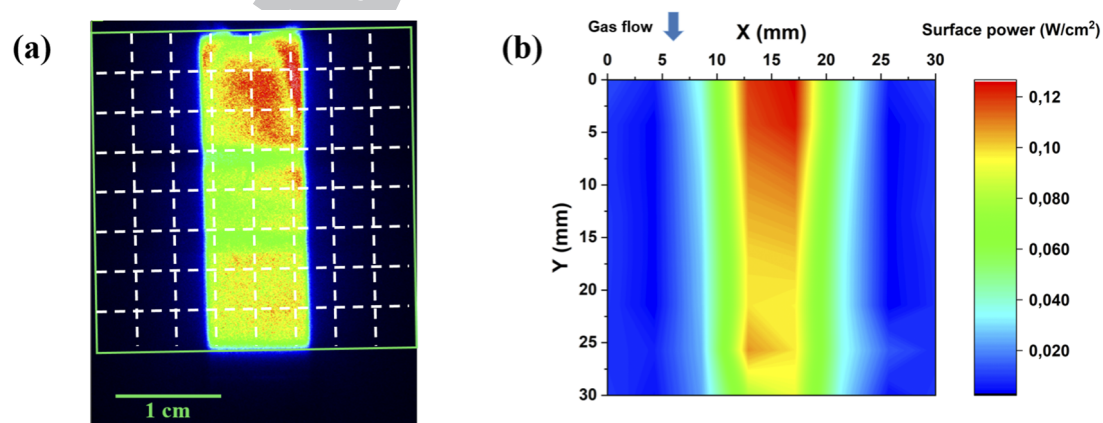 (a)
1 cm
(b)
Gas flow
X (mm)
Surface power (W/cm²)
0 5 10 15 20 25 30
0
5
10
15
20
25
30
Y (mm)
0,12
0,10
0,080
0,060
0,040
0,020